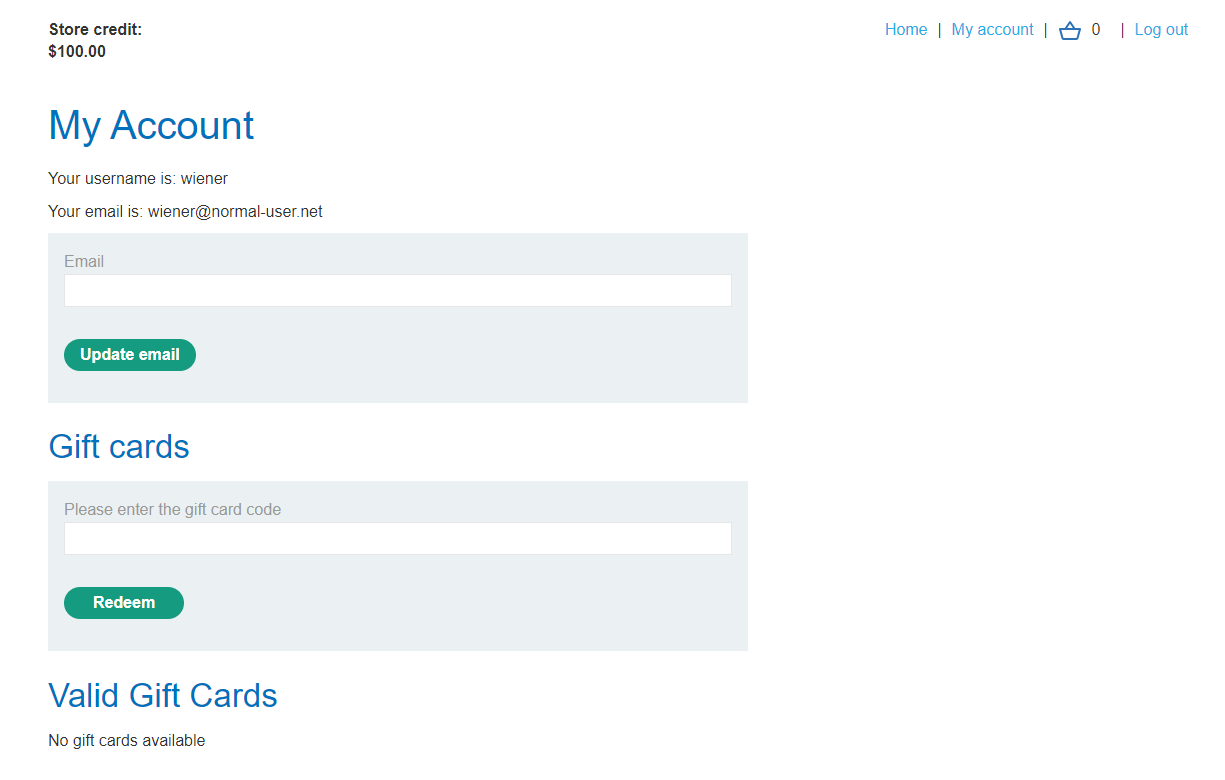 Store credit:
$100.00
Home | My account | 0 | Log out
My Account
Your username is: wiener
Your email is: wiener@normal-user.net
Email
Update email
Gift cards
Please enter the gift card code
Redeem
Valid Gift Cards
No gift cards available